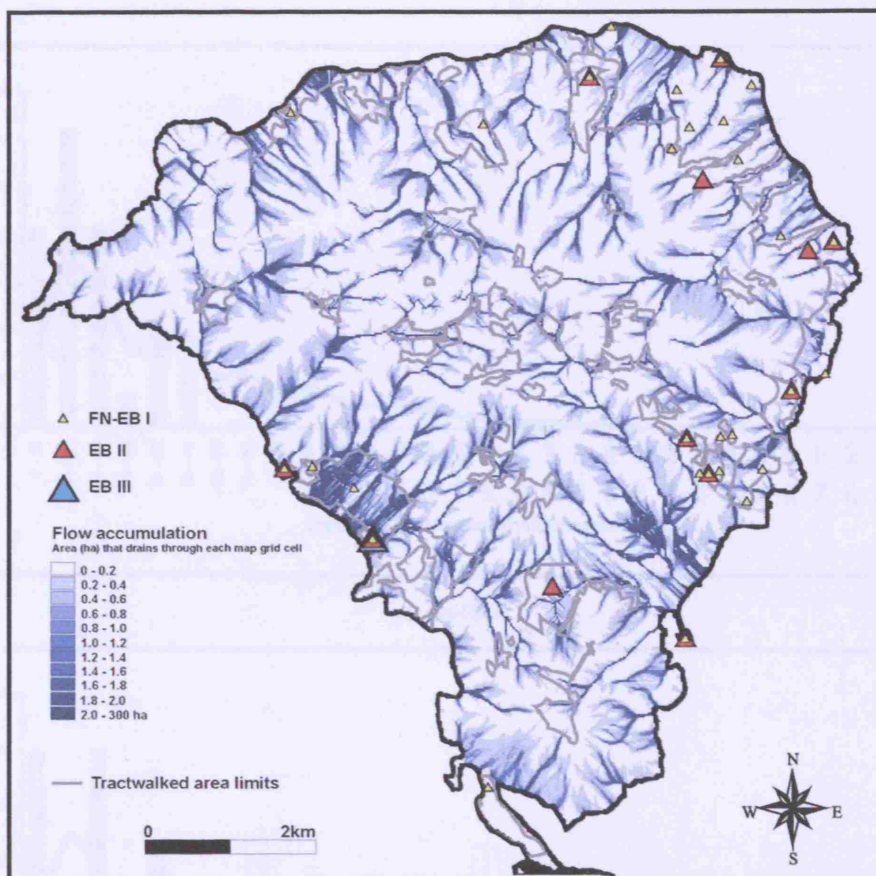 FN-EB I
EB II
EB III
Flow accumulation
Area (ha) that drains through each map grid cell
0 - 0.2
0.2 - 0.4
0.4 - 0.6
0.6 - 0.8
0.8 - 1.0
1.0 - 1.2
1.2 - 1.4
1.4 - 1.6
1.6 - 1.8
1.8 - 2.0
2.0 - 300 ha
Tractwalked area limits
0 2km
N
W E
S